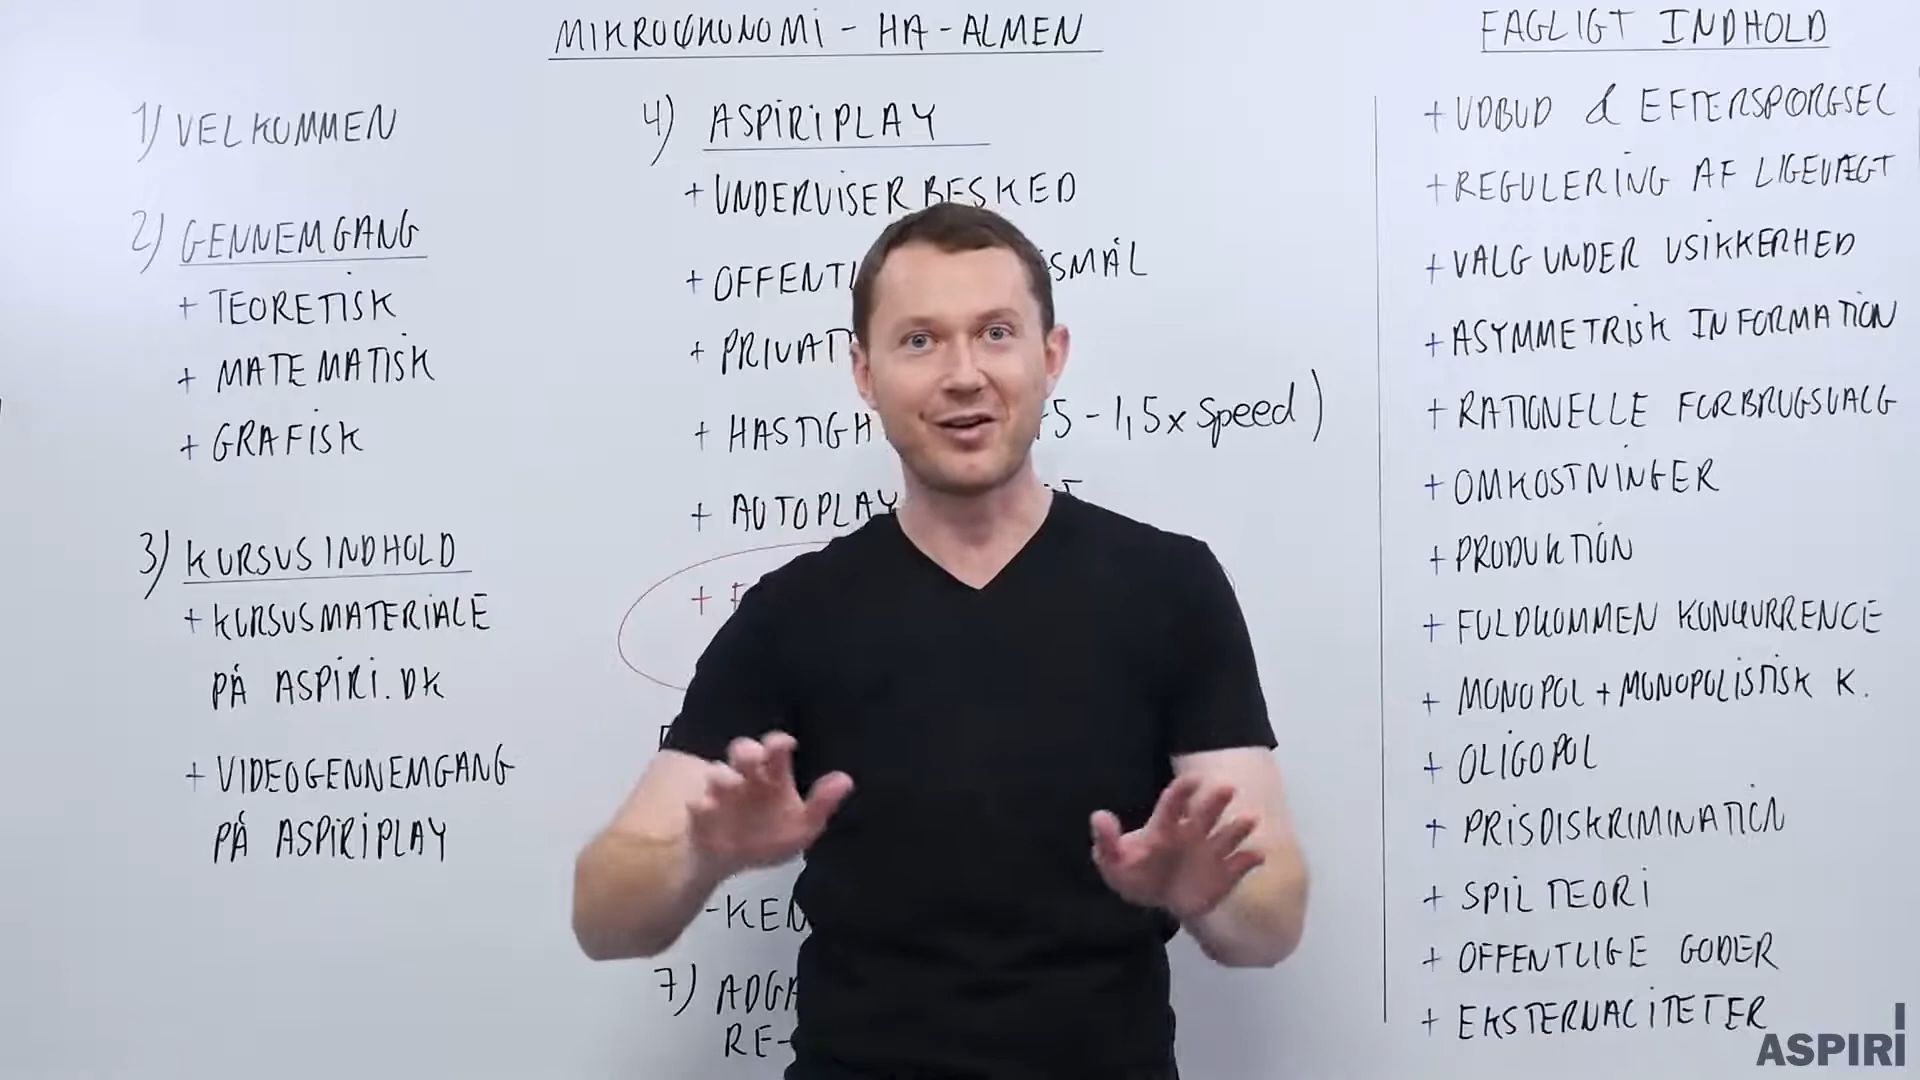 MIKROØKONOMI - HA - ALMEN
1) VELKOMMEN
2) GENNEMGANG
+ TEORETISK
+ MATEMATISK
+ GRAFISK
3) KURSUSINDHOLD
+ KURSUSMATERIALE
PÅ ASPIRI.DK
+ VIDEOGENNEMGANG
PÅ ASPIRIPLAY
4) ASPIRIPLAY
+ UNDERVISER BESKED
+ OFFENTL SMÅL
+ PRIVAT
+ HASTIGH 5 - 1,5x Speed )
+ AUTOPLAY
+
-KEN
7) ADGA
RE-
FAGLIGT INDHOLD
+ UDBUD & EFTERSPØRGSEL
+ REGULERING AF LIGEVÆGT
+ VALG UNDER USIKKERHED
+ ASYMMETRISK INFORMATION
+ RATIONELLE FORBRUGSVALG
+ OMKOSTNINGER
+ PRODUKTION
+ FULDKOMMEN KONKURRENCE
+ MONOPOL + MONOPOLISTISK K.
+ OLIGOPOL
+ PRISDISKRIMINATION
+ SPILTEORI
+ OFFENTLIGE GODER
+ EKSTERNALITETER
ASPIRI